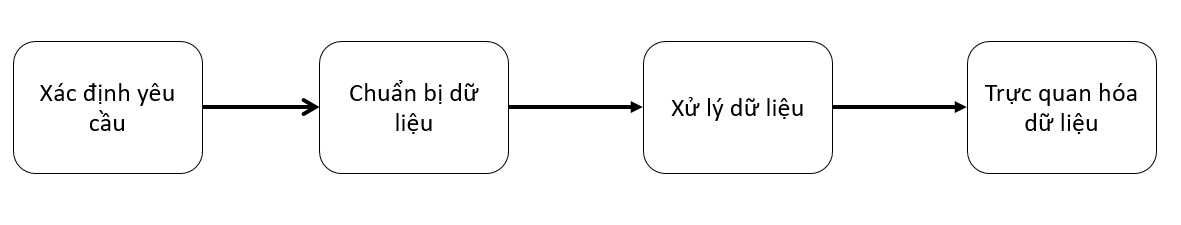 Xác định yêu
cầu
Chuẩn bị dữ
liệu
Xử lý dữ liệu
Trực quan hóa
dữ liệu